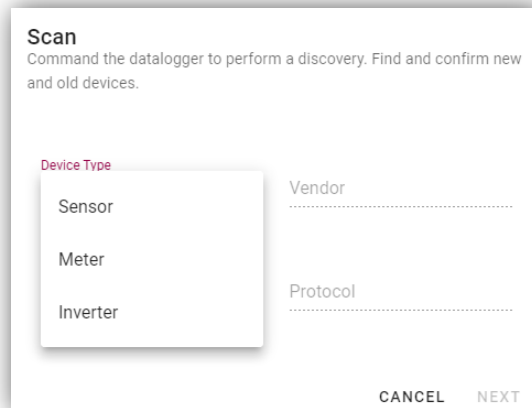 Scan
Command the datalogger to perform a discovery. Find and confirm new
and old devices.
Device Type
Sensor
Meter
Inverter
Vendor
Protocol
CANCEL NEXT